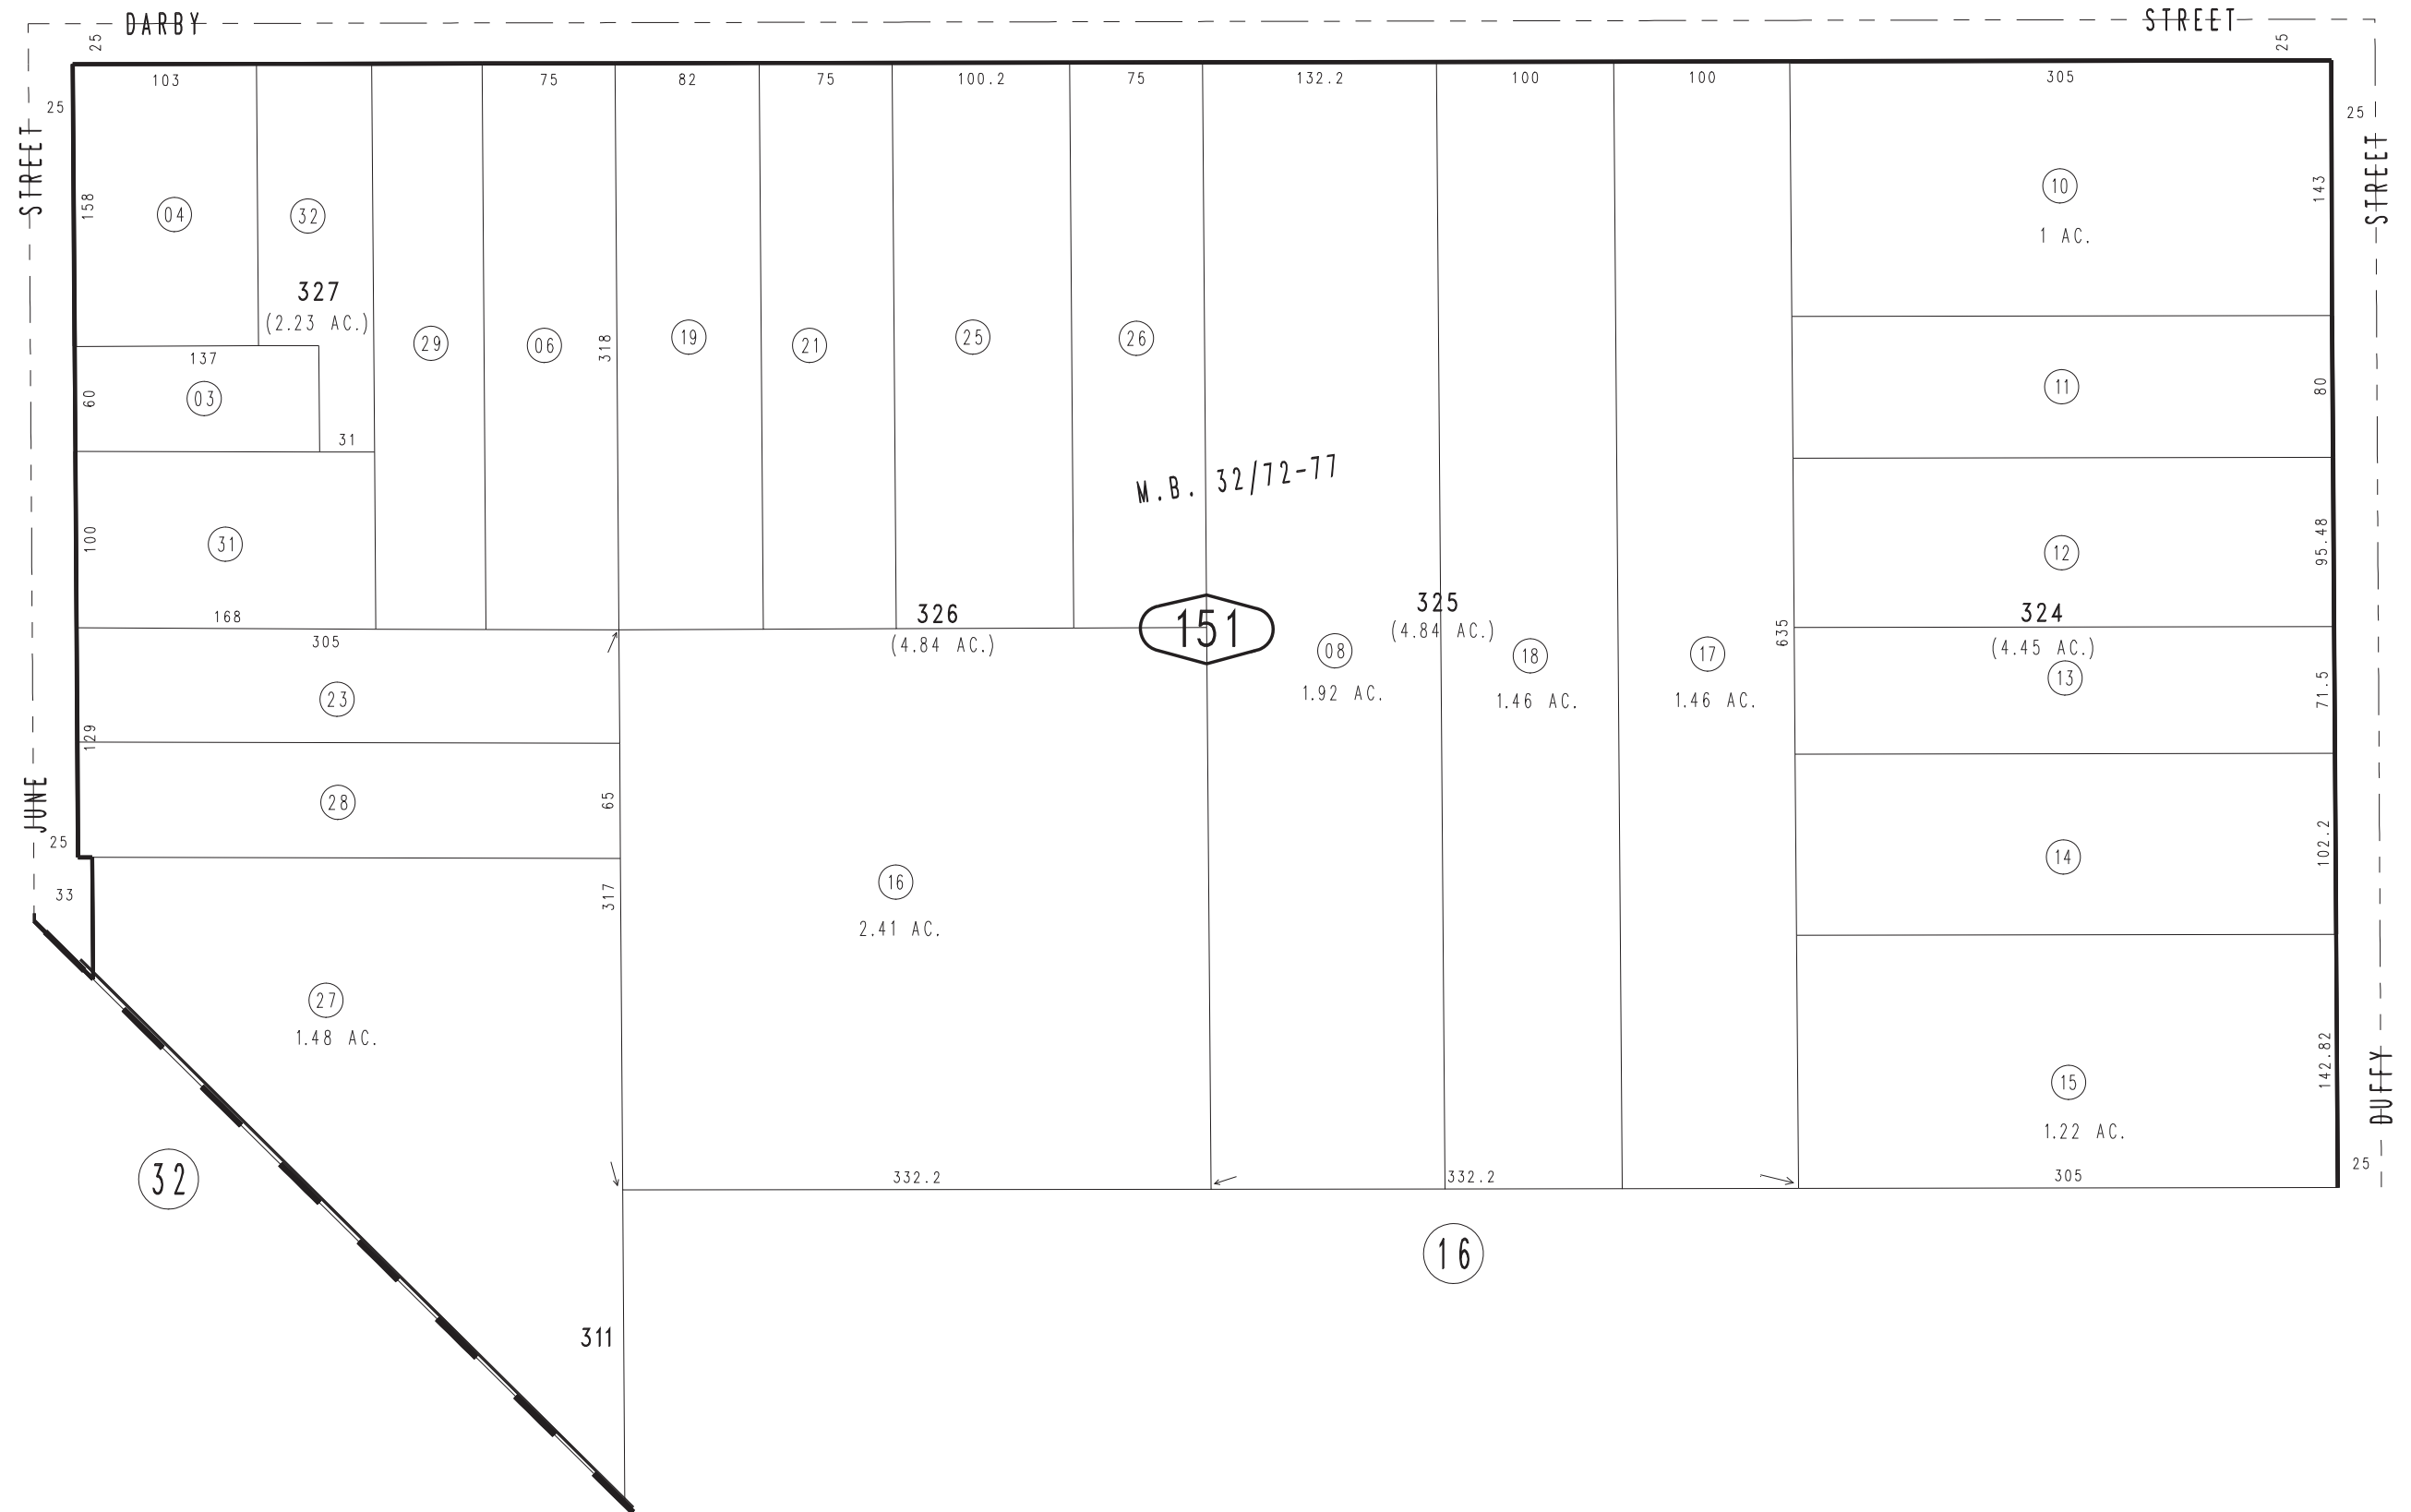 DARBY STREET
25 25
103 75 82 75 100.2 75 132.2 100 100 305
25 25
STREET STREET
158 143
04 32 10
1 AC.
327
(2.23 AC.)
29 06 318 19 21 25 26
137
60 03 11 80
31
M.B. 32/72-77
100 31 12 95.48
168 326 151 325 324
305 (4.84 AC.) (4.84 AC.) 635 (4.45 AC.)
08 18 17 13 71.5
1.92 AC. 1.46 AC. 1.46 AC.
23
129
JUNE 28 65
25 14 102.2
33 317 16
2.41 AC.
27
1.48 AC.
15 142.82 DUFFY
1.22 AC.
32 332.2 332.2 305 25
16
311